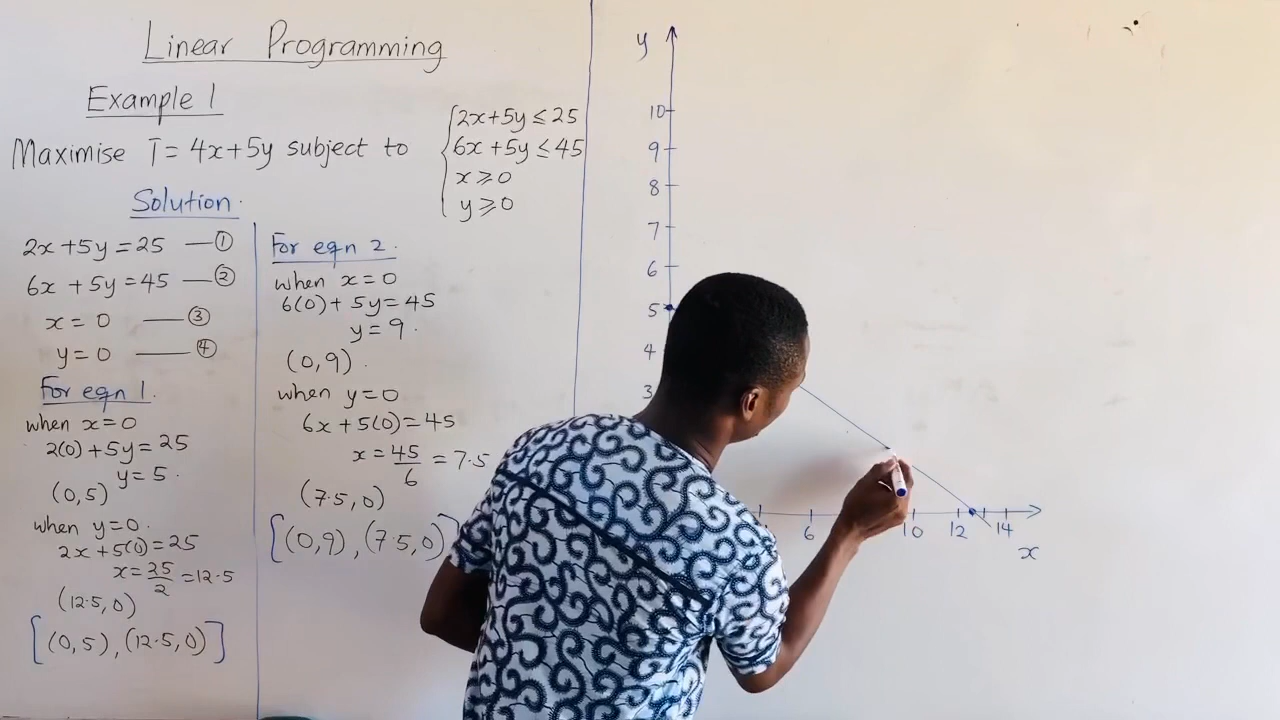 Linear Programming
Example 1
Maximise T = 4x+5y subject to
2x+5y ≤ 25
6x+5y ≤ 45
x ≥ 0
y ≥ 0
Solution.
2x+5y = 25 — ①
6x + 5y = 45 — ②
x = 0 — ③
y = 0 — ④
For eqn 1.
when x = 0
2(0) + 5y = 25
y = 5.
(0,5)
when y=0.
2x + 5(0) = 25
x = 25/2 = 12.5
(12.5, 0)
[(0,5), (12.5, 0)]
For eqn 2.
when x = 0
6(0) + 5y = 45
y = 9.
(0,9).
when y = 0
6x + 5(0) = 45
x = 45/6 = 7.5
(7.5, 0)
[(0,9), (7.5, 0)]
y
10
9
8
7
6
5
4
3
6 10 12 14
x